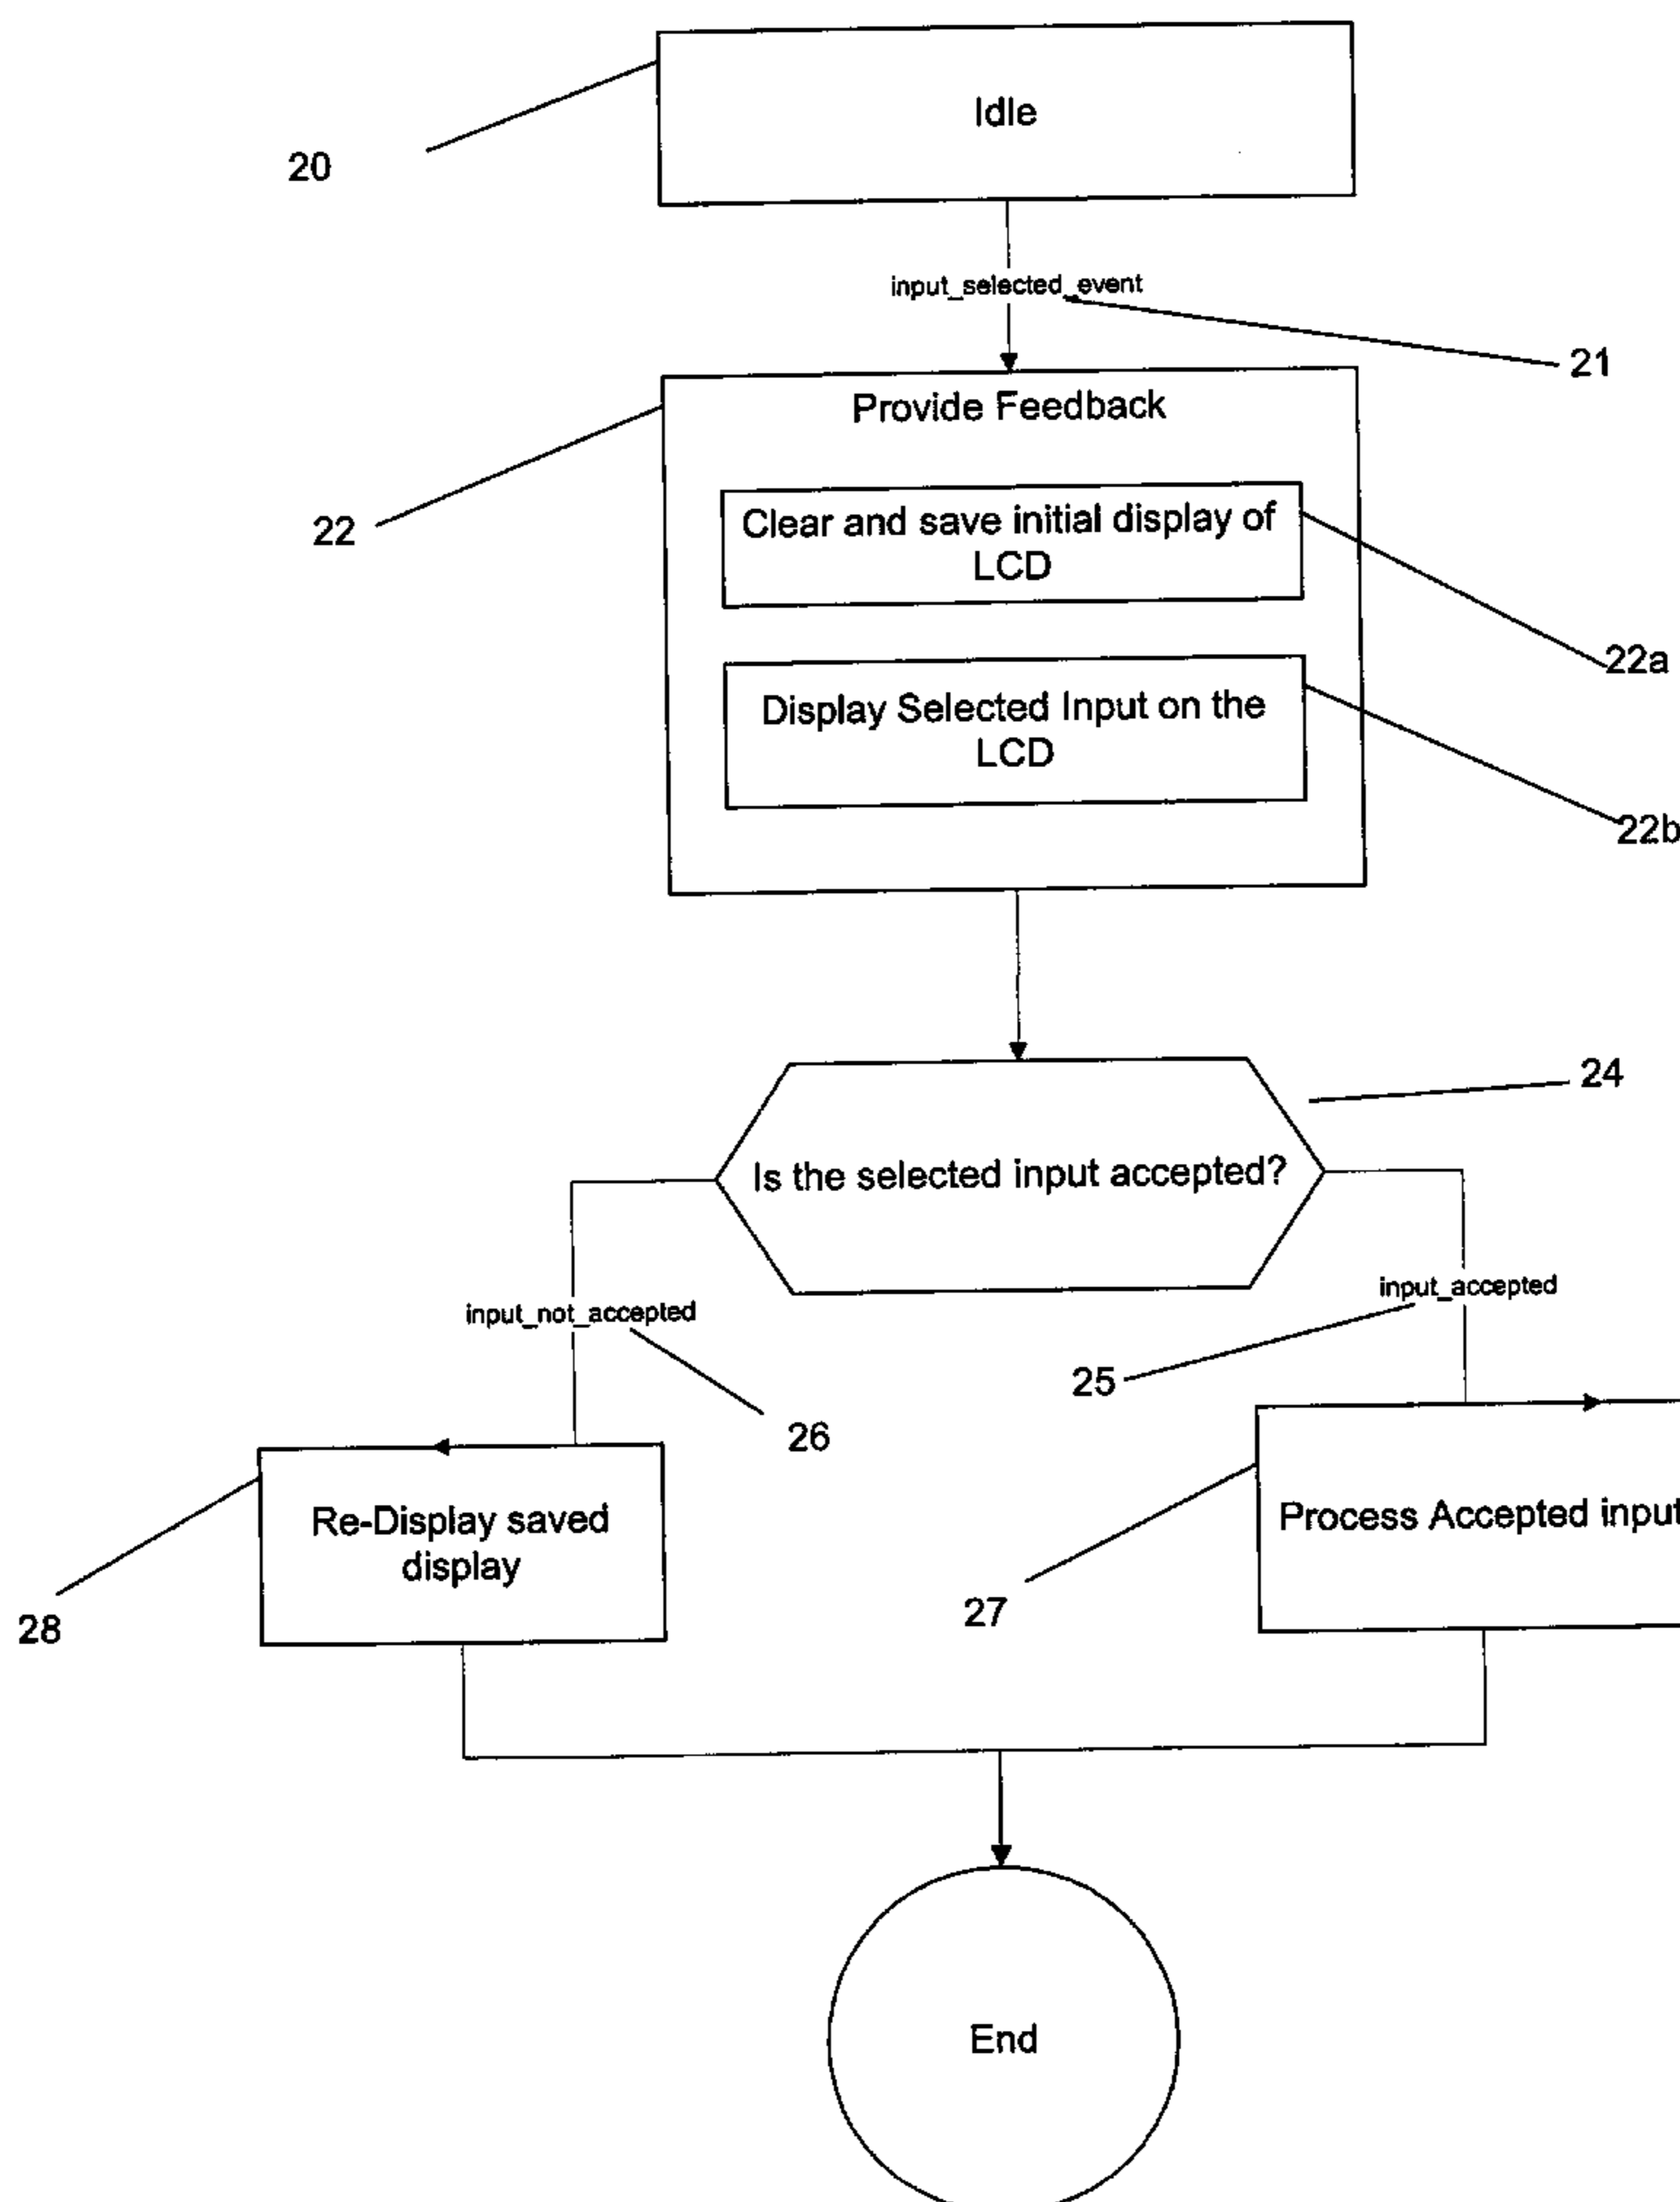 Idle
20
input_selected_event
21
Provide Feedback
22
Clear and save initial display of
LCD
22a
Display Selected Input on the
LCD
22b
24
Is the selected input accepted?
input_not_accepted
input_accepted
25
26
Re-Display saved
display
Process Accepted input
28
27
End